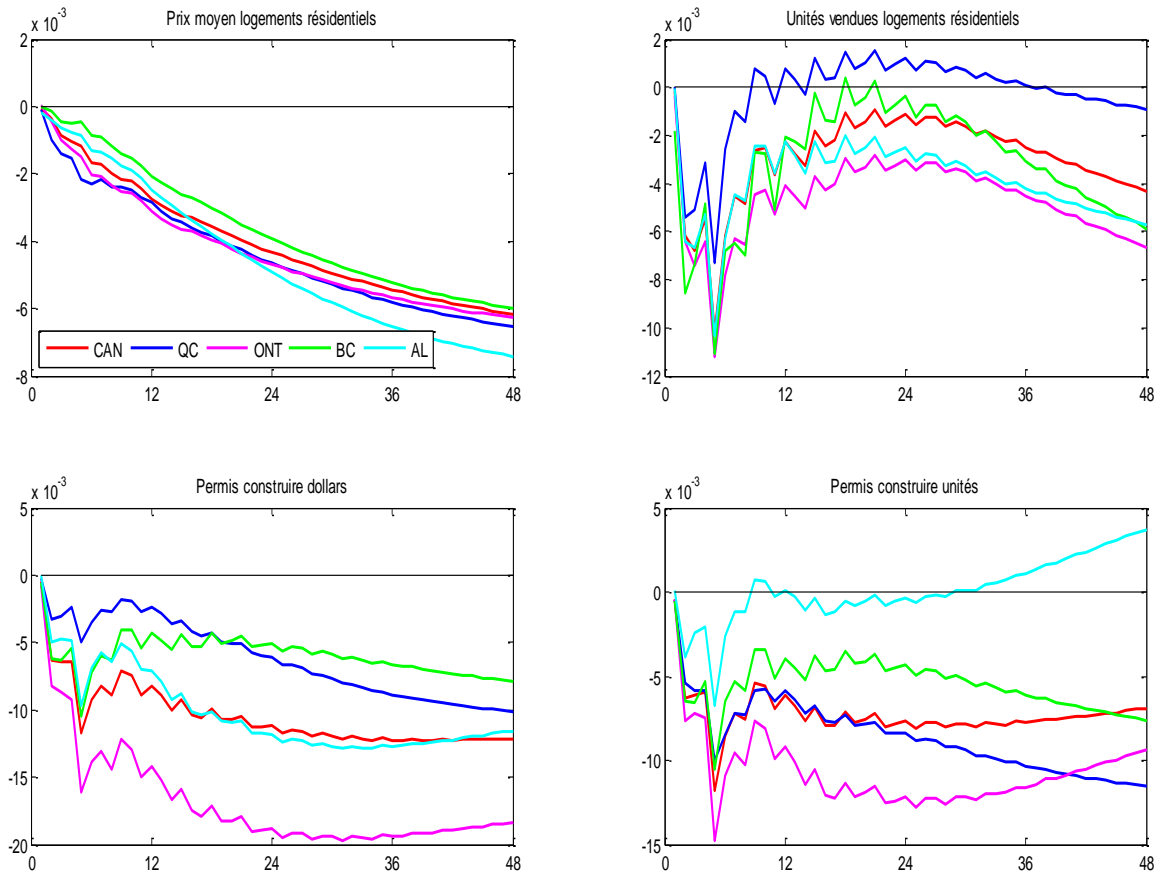 Prix moyen logements résidentiels
x 10-3
2
0
-2
-4
-6
-8
0 12 24 36 48
CAN QC ONT BC AL
Unités vendues logements résidentiels
x 10-3
2
0
-2
-4
-6
-8
-10
-12
0 12 24 36 48
Permis construire dollars
x 10-3
5
0
-5
-10
-15
-20
0 12 24 36 48
Permis construire unités
x 10-3
5
0
-5
-10
-15
0 12 24 36 48